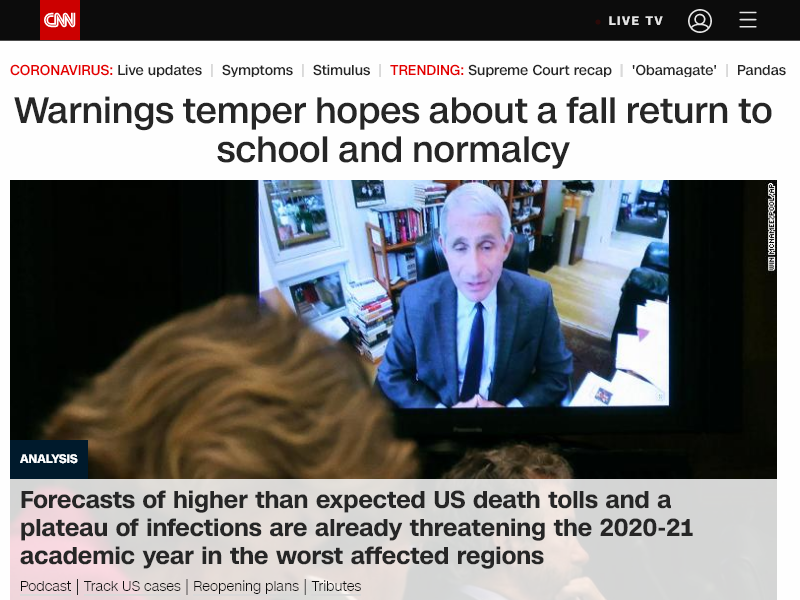 CNN
LIVE TV
CORONAVIRUS: Live updates | Symptoms | Stimulus | TRENDING: Supreme Court recap | 'Obamagate' | Pandas
Warnings temper hopes about a fall return to
school and normalcy
WIN MCNAMEE/POOL/AP
ANALYSIS
Forecasts of higher than expected US death tolls and a
plateau of infections are already threatening the 2020-21
academic year in the worst affected regions
Podcast | Track US cases | Reopening plans | Tributes